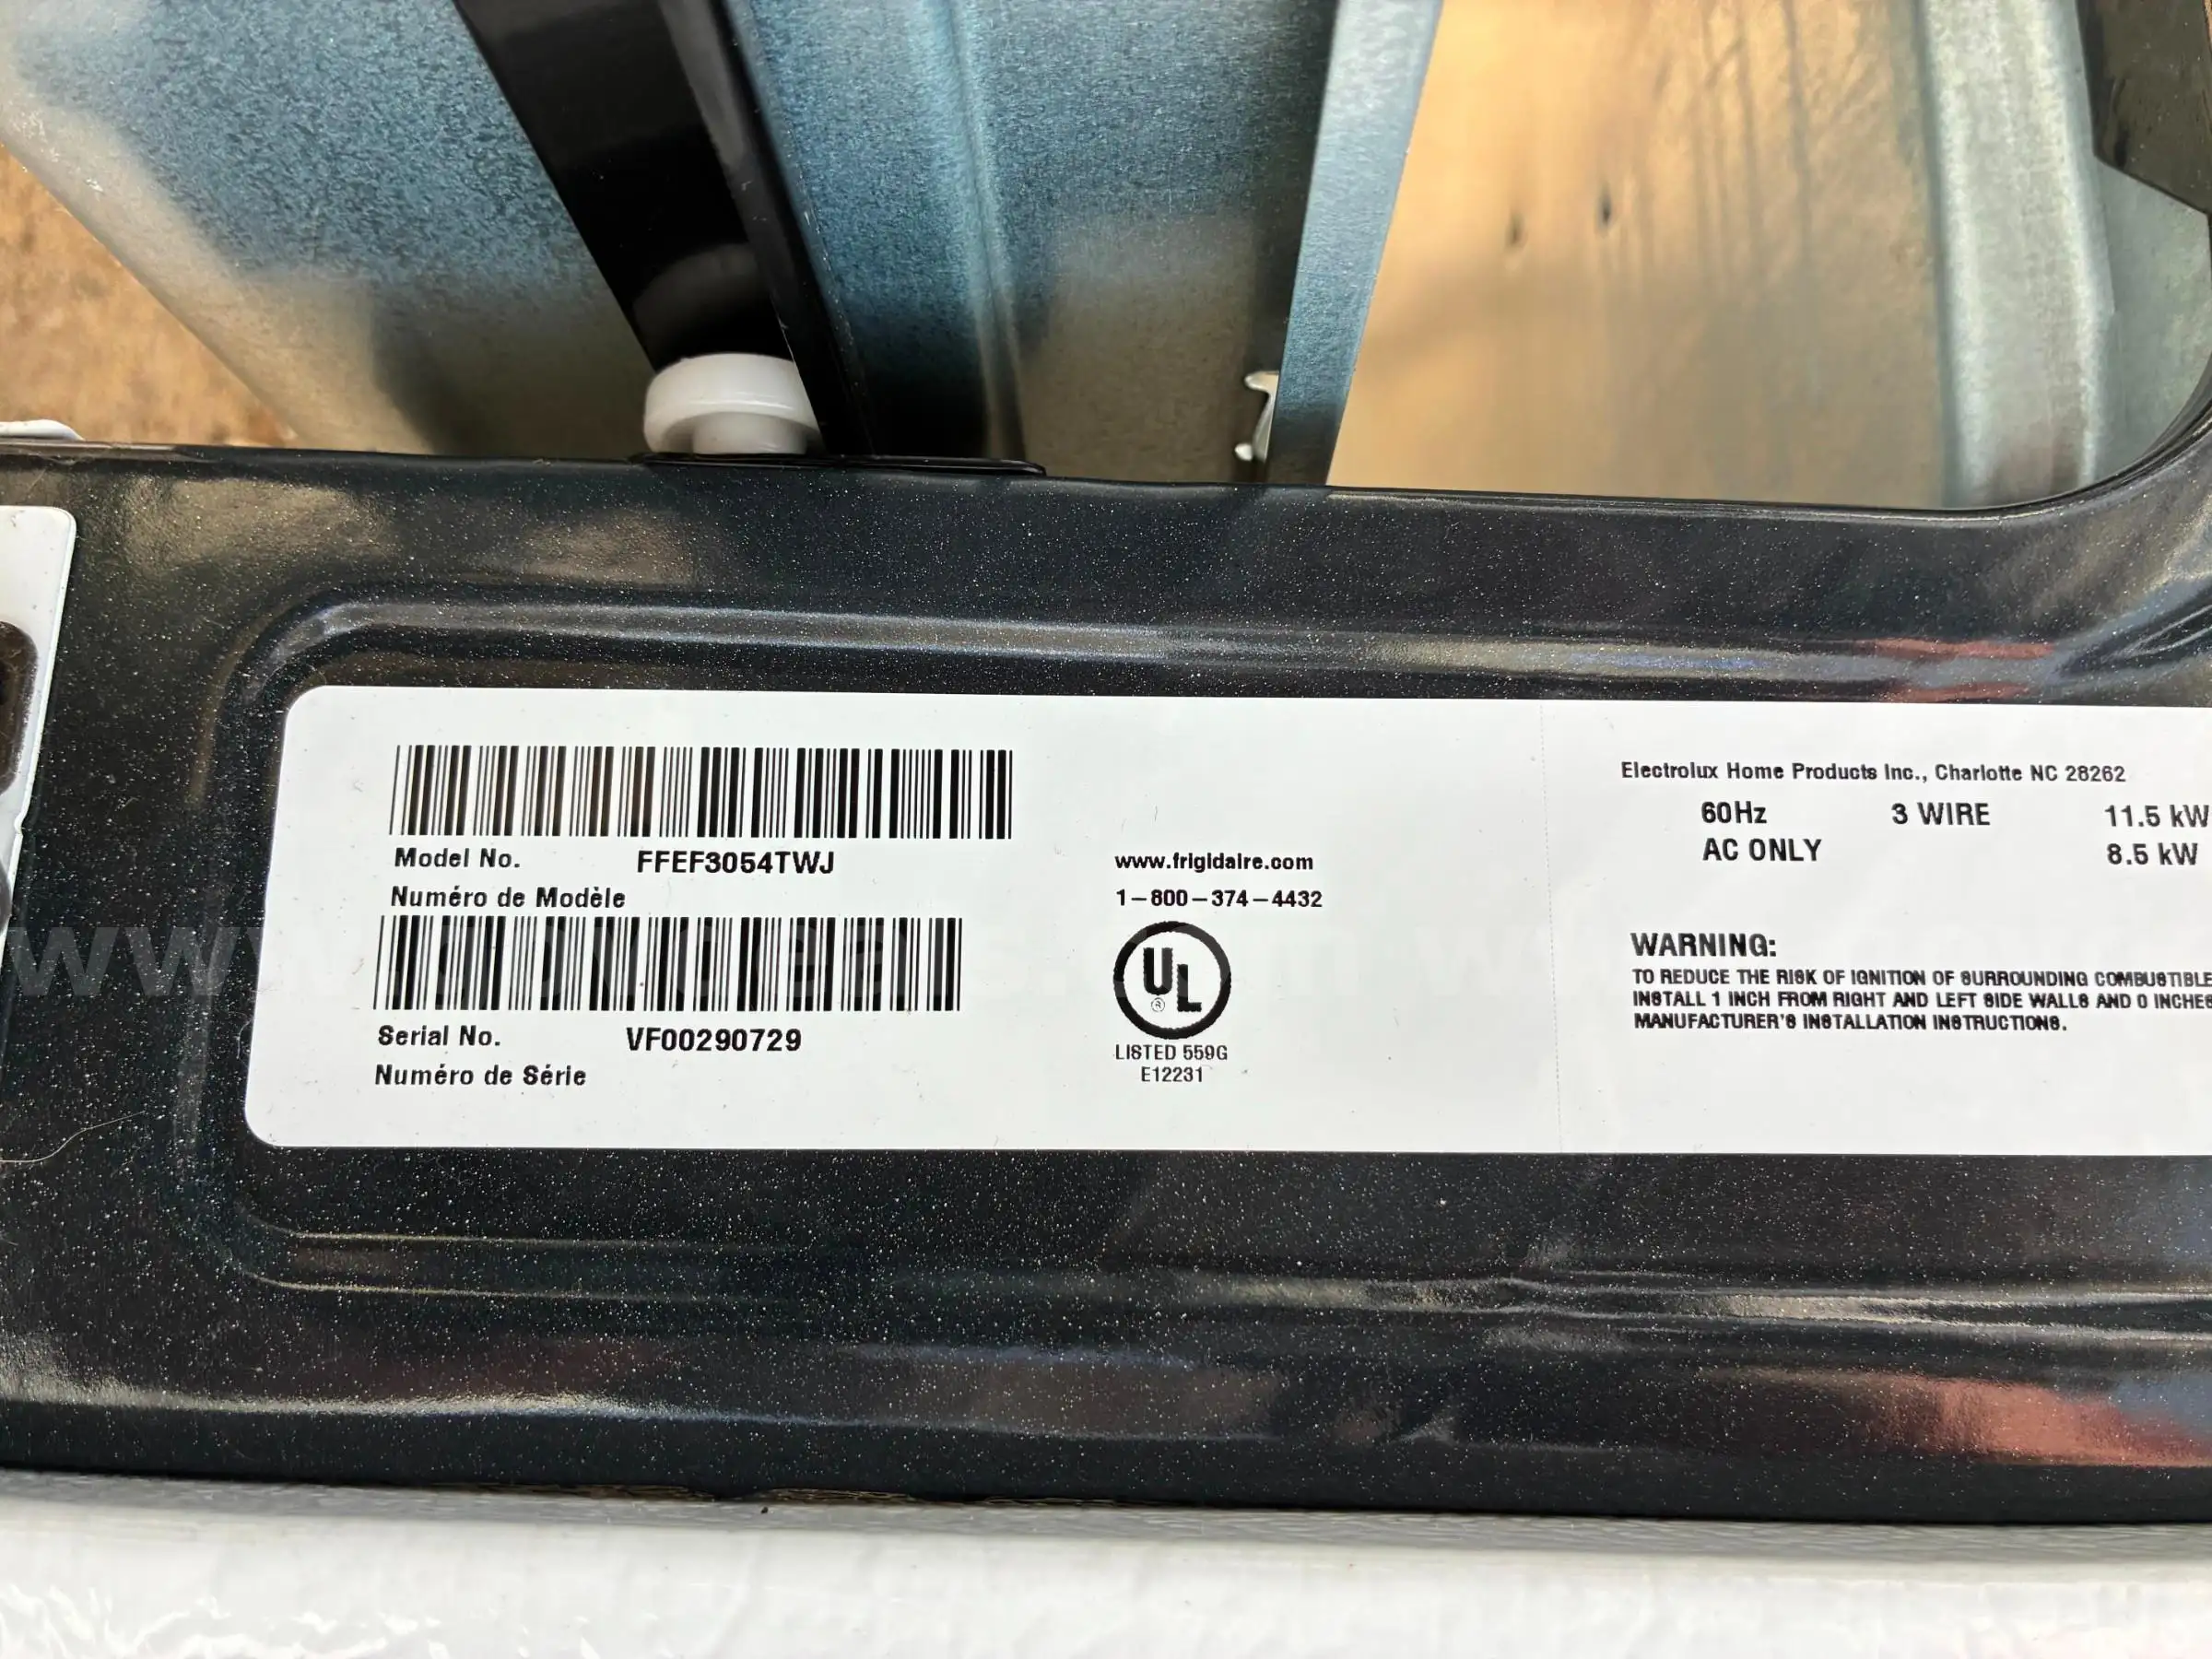 Model No. FFEF3054TWJ
Numéro de Modèle
Serial No. VF00290729
Numéro de Série
www.frigidaire.com
1-800-374-4432
UL
®
LISTED 559G
E12231
Electrolux Home Products Inc., Charlotte NC 28262
60Hz 3 WIRE 11.5 kW
AC ONLY 8.5 kW
WARNING:
TO REDUCE THE RISK OF IGNITION OF SURROUNDING COMBUSTIBLE
INSTALL 1 INCH FROM RIGHT AND LEFT SIDE WALLS AND 0 INCHES
MANUFACTURER'S INSTALLATION INSTRUCTIONS.